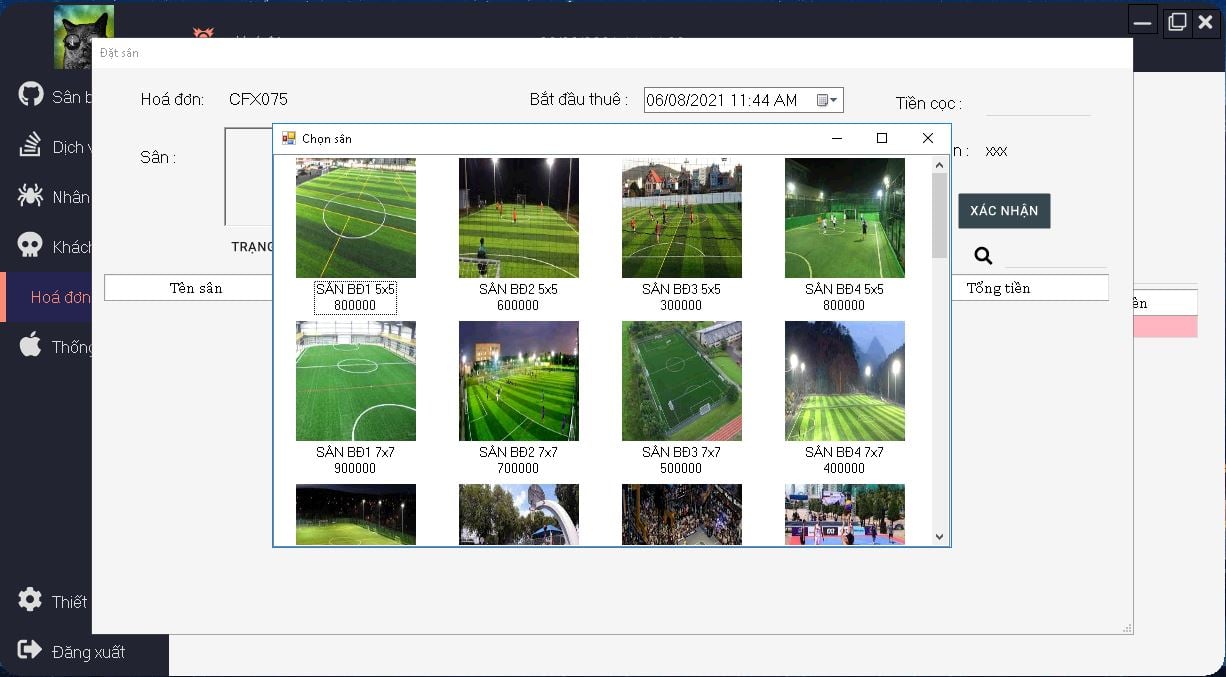 Đặt sân
Sân
Dịch
Nhân
Khách
Hoá đơn
Thống
Thiết
Đăng xuất
Hoá đơn: CFX075
Bắt đầu thuê : 06/08/2021 11:44 AM
Tiền cọc :
Sân :
xxx
XÁC NHẬN
Tên sân
Tổng tiền
Chọn sân
SÂN BĐ1 5x5
800000
SÂN BĐ2 5x5
600000
SÂN BĐ3 5x5
300000
SÂN BĐ4 5x5
800000
SÂN BĐ1 7x7
900000
SÂN BĐ2 7x7
700000
SÂN BĐ3 7x7
500000
SÂN BĐ4 7x7
400000